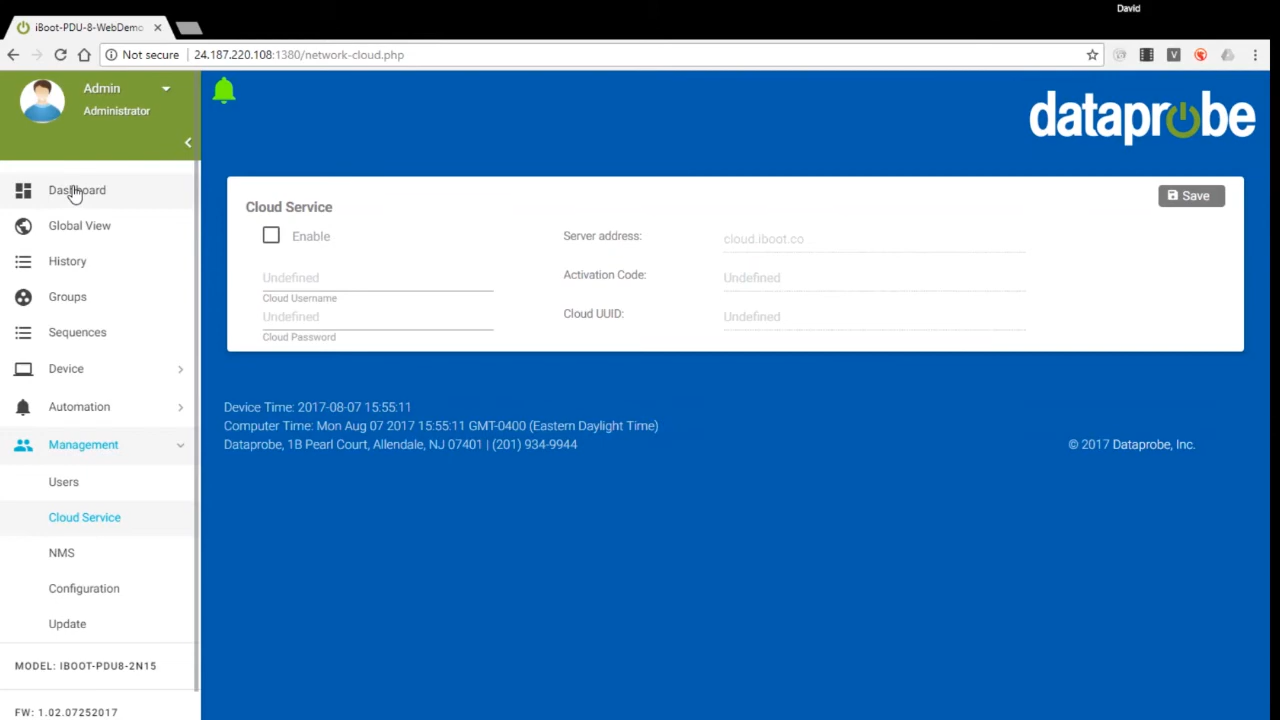 David
iBoot-PDU-8-WebDemo
Not secure 24.187.220.108:1380/network-cloud.php
Admin
Administrator
dataprobe
Dashboard
Global View
History
Groups
Sequences
Device
Automation
Management
Users
Cloud Service
NMS
Configuration
Update
MODEL: IBOOT-PDU8-2N15
FW: 1.02.07252017
Cloud Service
Save
Enable
Server address: cloud.iboot.co
Undefined
Cloud Username
Activation Code: Undefined
Undefined
Cloud Password
Cloud UUID: Undefined
Device Time: 2017-08-07 15:55:11
Computer Time: Mon Aug 07 2017 15:55:11 GMT-0400 (Eastern Daylight Time)
Dataprobe, 1B Pearl Court, Allendale, NJ 07401 | (201) 934-9944
© 2017 Dataprobe, Inc.